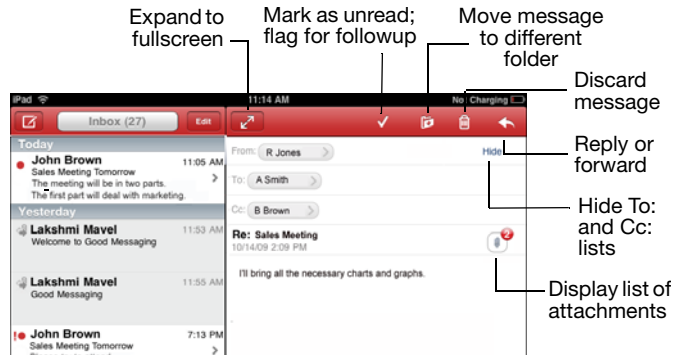 Expand to
fullscreen
Mark as unread;
flag for followup
Move message
to different
folder
Discard
message
Reply or
forward
Hide To:
and Cc:
lists
Display list of
attachments
iPad 11:14 AM No Charging
Inbox (27) Edit
Today
John Brown 11:05 AM
Sales Meeting Tomorrow
The meeting will be in two parts.
The first part will deal with marketing.
Yesterday
Lakshmi Mavel 11:53 AM
Welcome to Good Messaging
Lakshmi Mavel 11:55 AM
Good Messaging
John Brown 7:13 PM
Sales Meeting Tomorrow
From: R Jones Hide
To: A Smith
Cc: B Brown
Re: Sales Meeting
10/14/09 2:09 PM
2
I'll bring all the necessary charts and graphs.